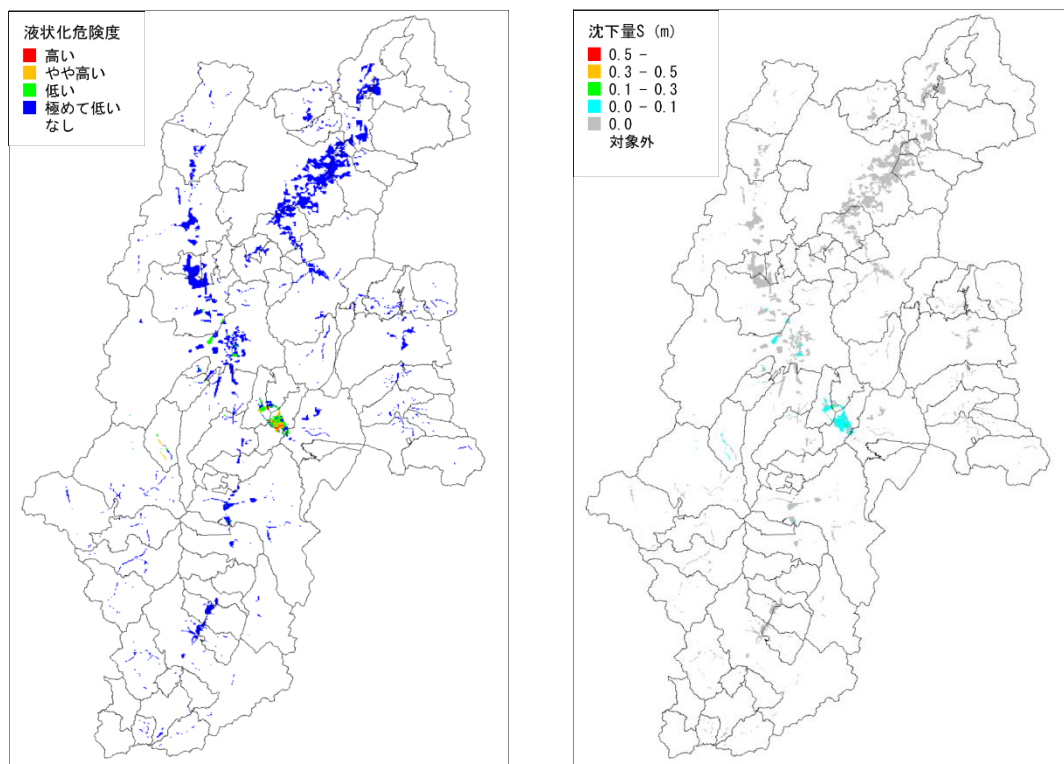 液状化危険度
高い
やや高い
低い
極めて低い
なし
沈下量S (m)
0.5 -
0.3 - 0.5
0.1 - 0.3
0.0 - 0.1
0.0
対象外